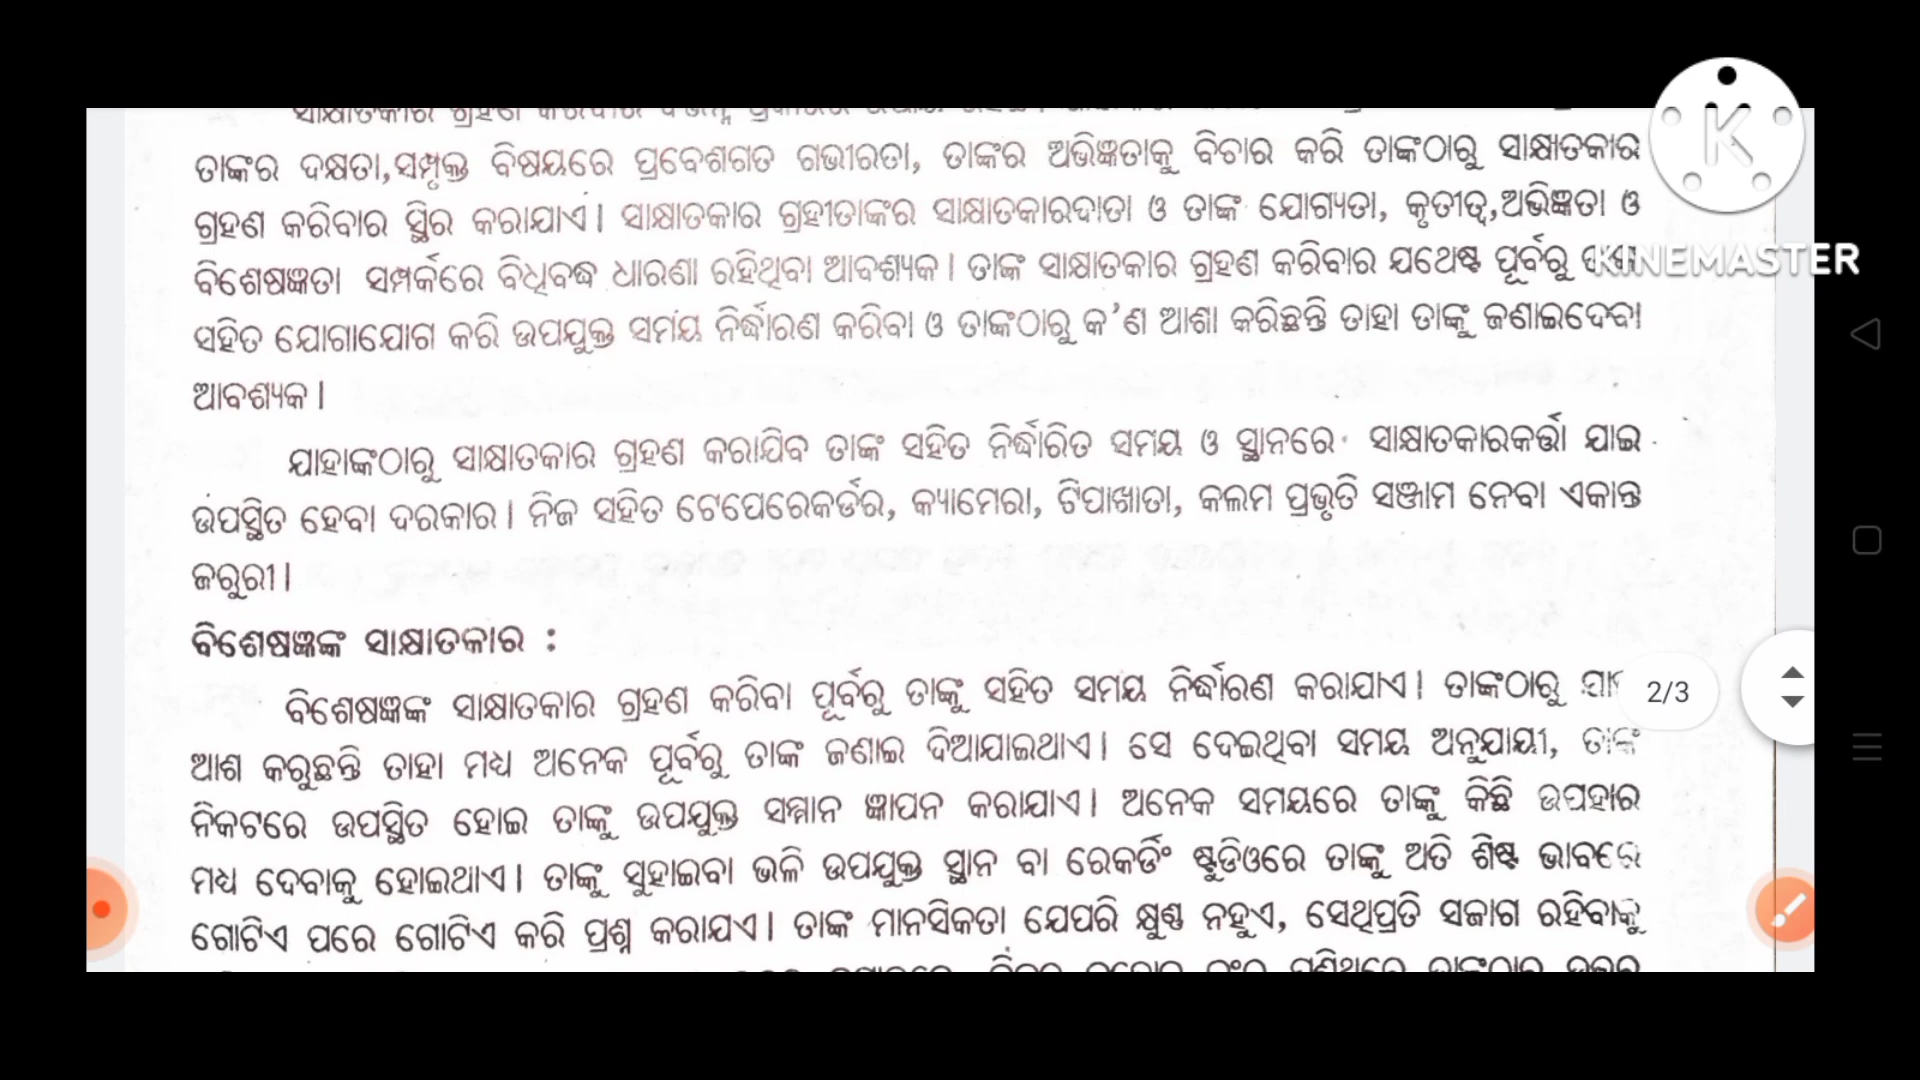 ସାକ୍ଷାତକାର ଗ୍ରହଣ କରିବାର
ତାଙ୍କର ଦକ୍ଷତା,ସମ୍ପୃକ୍ତ ବିଷୟରେ ପ୍ରବେଶଗତ ଗଭୀରତା, ତାଙ୍କର ଅଭିଜ୍ଞତାକୁ ବିଚାର କରି ତାଙ୍କଠାରୁ ସାକ୍ଷାତକାର
ଗ୍ରହଣ କରିବାର ସ୍ଥିର କରାଯାଏ। ସାକ୍ଷାତକାର ଗ୍ରହୀତାଙ୍କର ସାକ୍ଷାତକାରଦାତା ଓ ତାଙ୍କ ଯୋଗ୍ୟତା, କୃତୀତ୍ୱ,ଅଭିଜ୍ଞତା ଓ
ବିଶେଷଜ୍ଞତା ସମ୍ପର୍କରେ ବିଧିବଦ୍ଧ ଧାରଣା ରହିଥିବା ଆବଶ୍ୟକ। ତାଙ୍କ ସାକ୍ଷାତକାର ଗ୍ରହଣ କରିବାର ଯଥେଷ୍ଟ ପୂର୍ବରୁ
KINEMASTER
ସହିତ ଯୋଗାଯୋଗ କରି ଉପଯୁକ୍ତ ସମୟ ନିର୍ଦ୍ଧାରଣ କରିବା ଓ ତାଙ୍କଠାରୁ କ'ଣ ଆଶା କରିଛନ୍ତି ତାହା ତାଙ୍କୁ ଜଣାଇଦେବା
ଆବଶ୍ୟକ।
ଯାହାଙ୍କଠାରୁ ସାକ୍ଷାତକାର ଗ୍ରହଣ କରାଯିବ ତାଙ୍କ ସହିତ ନିର୍ଦ୍ଧାରିତ ସମୟ ଓ ସ୍ଥାନରେ ସାକ୍ଷାତକାରକର୍ତ୍ତା ଯାଇ
ଉପସ୍ଥିତ ହେବା ଦରକାର। ନିଜ ସହିତ ଟେପେରେକର୍ଡର, କ୍ୟାମେରା, ଟିପାଖାତା, କଲମ ପ୍ରଭୃତି ସଞ୍ଜାମ ନେବା ଏକାନ୍ତ
ଜରୁରୀ।
ବିଶେଷଜ୍ଞଙ୍କ ସାକ୍ଷାତକାର :
ବିଶେଷଜ୍ଞଙ୍କ ସାକ୍ଷାତକାର ଗ୍ରହଣ କରିବା ପୂର୍ବରୁ ତାଙ୍କୁ ସହିତ ସମୟ ନିର୍ଦ୍ଧାରଣ କରାଯାଏ। ତାଙ୍କଠାରୁ
2/3
ଆଶ କରୁଛନ୍ତି ତାହା ମଧ୍ୟ ଅନେକ ପୂର୍ବରୁ ତାଙ୍କ ଜଣାଇ ଦିଆଯାଇଥାଏ। ସେ ଦେଇଥିବା ସମୟ ଅନୁଯାୟୀ, ତାଙ୍କ
ନିକଟରେ ଉପସ୍ଥିତ ହୋଇ ତାଙ୍କୁ ଉପଯୁକ୍ତ ସମ୍ମାନ ଜ୍ଞାପନ କରାଯାଏ। ଅନେକ ସମୟରେ ତାଙ୍କୁ କିଛି ଉପହାର
ମଧ୍ୟ ଦେବାକୁ ହୋଇଥାଏ। ତାଙ୍କୁ ସୁହାଇବା ଭଳି ଉପଯୁକ୍ତ ସ୍ଥାନ ବା ରେକର୍ଡିଂ ଷ୍ଟୁଡିଓରେ ତାଙ୍କୁ ଅତି ଶିଷ୍ଟ ଭାବରେ
ଗୋଟିଏ ପରେ ଗୋଟିଏ କରି ପ୍ରଶ୍ନ କରାଯଏ। ତାଙ୍କ ମାନସିକତା ଯେପରି କ୍ଷୁଣ୍ଣ ନହୁଏ, ସେଥିପ୍ରତି ସଜାଗ ରହିବାକୁ